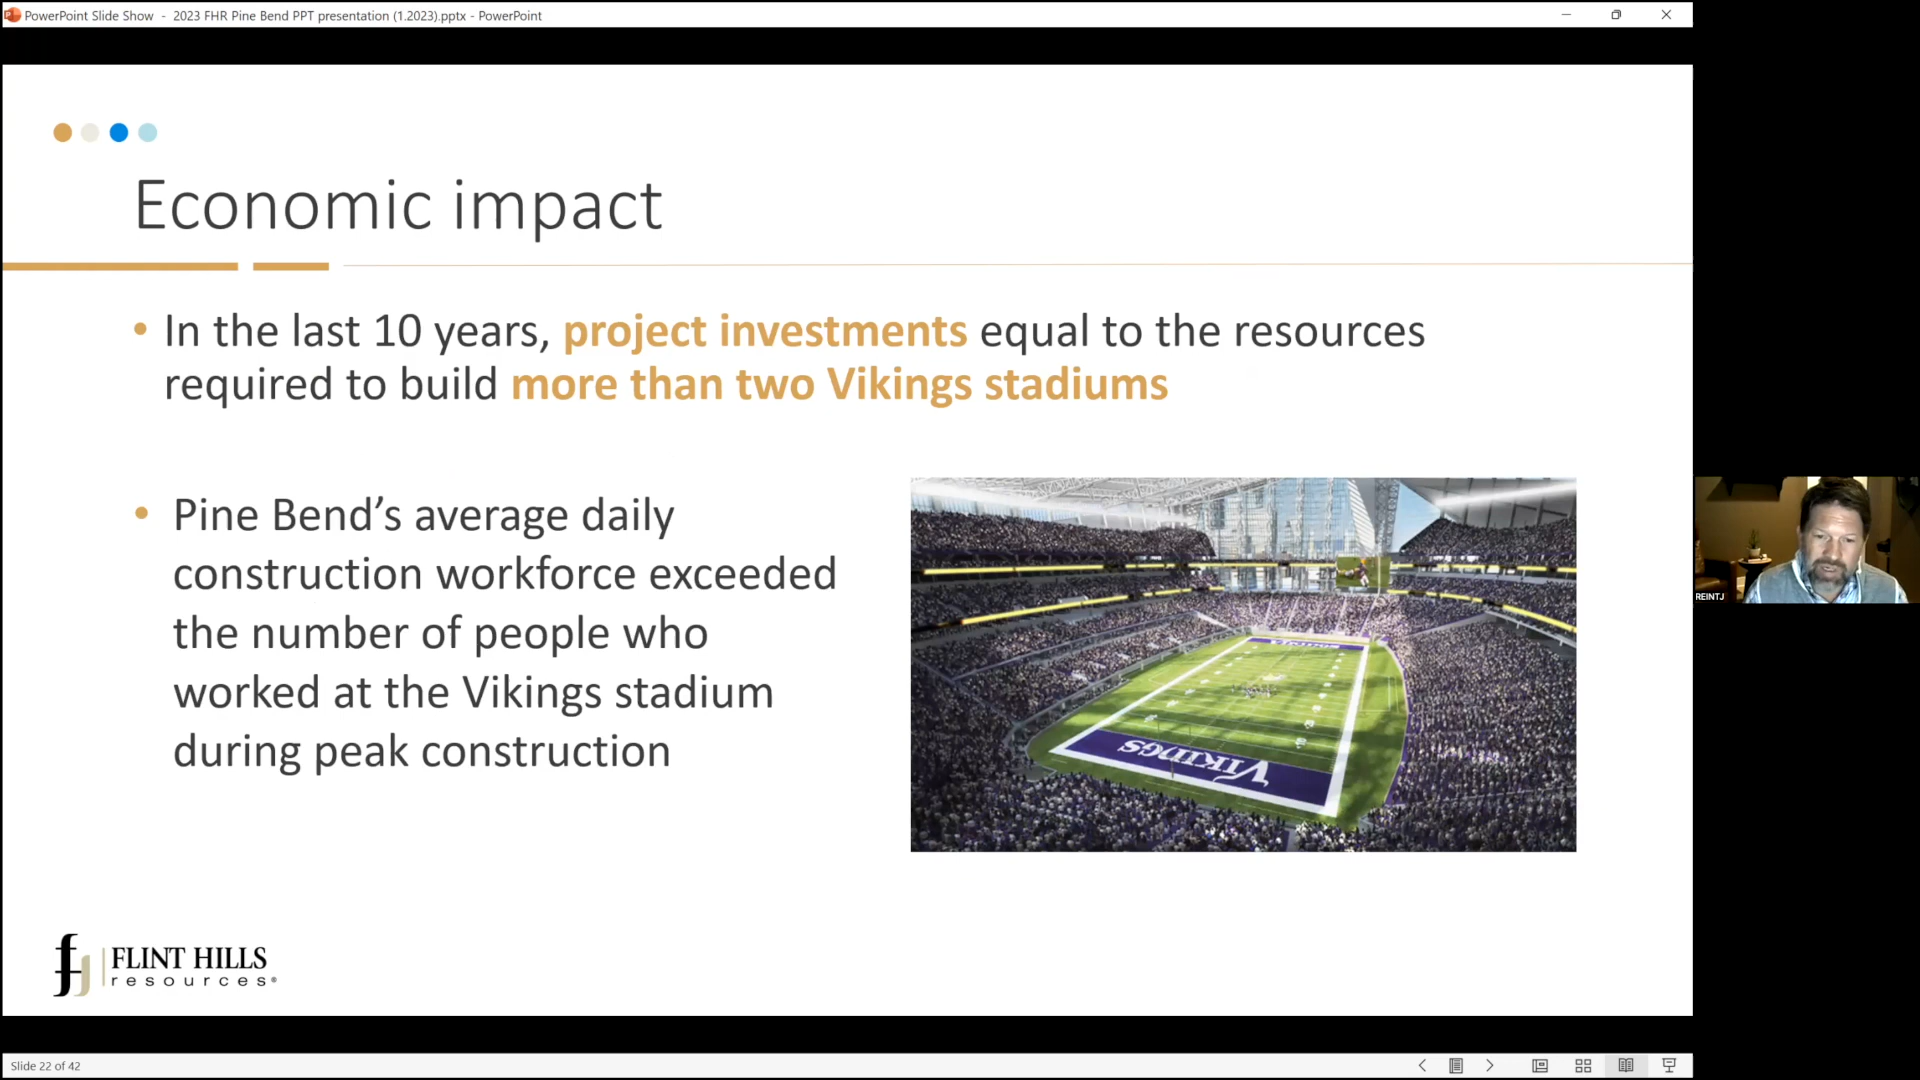 PowerPoint Slide Show - 2023 FHR Pine Bend PPT presentation (1.2023).pptx - PowerPoint
Economic impact
• In the last 10 years, project investments equal to the resources
required to build more than two Vikings stadiums
• Pine Bend’s average daily
construction workforce exceeded
the number of people who
worked at the Vikings stadium
during peak construction
VIKINGS
REINTJ
FLINT HILLS
resources®
Slide 22 of 42